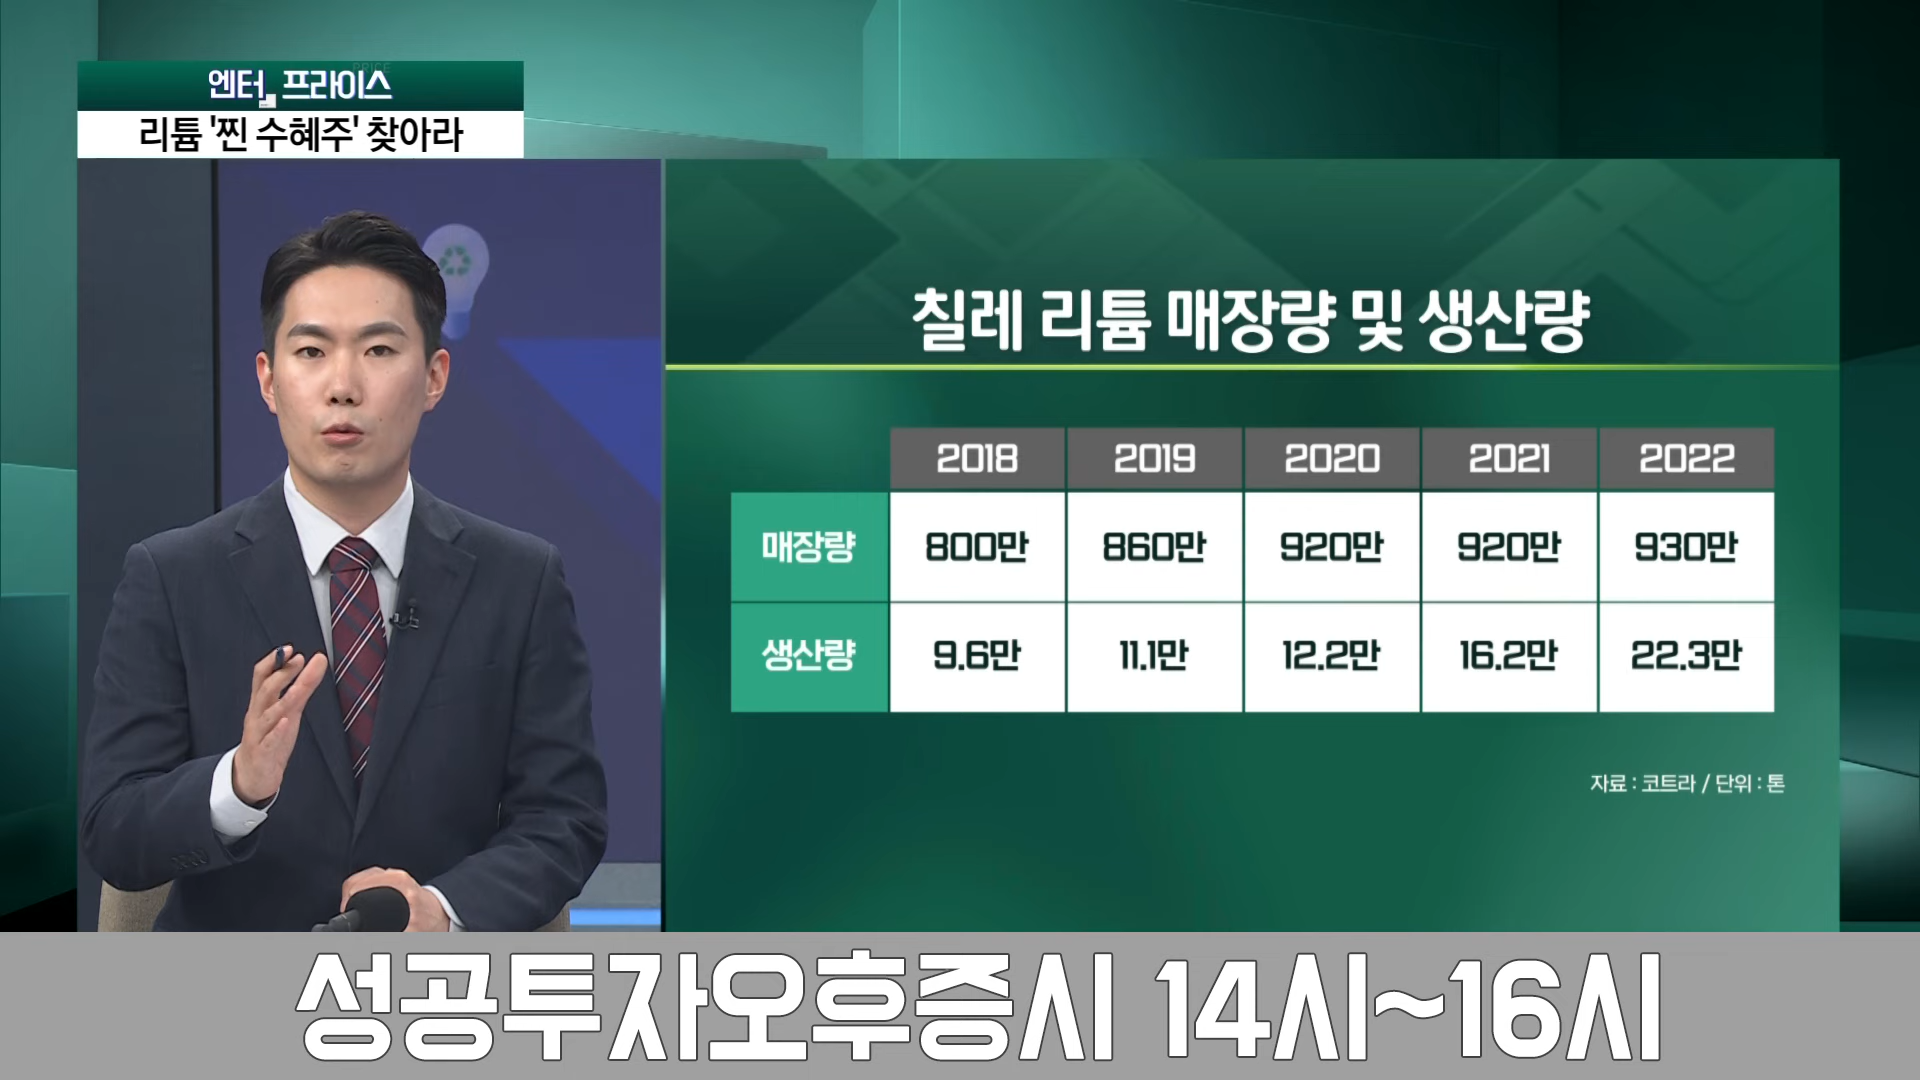 PRICE
엔터 프라이스
리튬 '찐 수혜주' 찾아라
칠레 리튬 매장량 및 생산량
2018 2019 2020 2021 2022
매장량 800만 860만 920만 920만 930만
생산량 9.6만 11.1만 12.2만 16.2만 22.3만
자료 : 코트라 / 단위 : 톤
성공투자오후증시 14시~16시